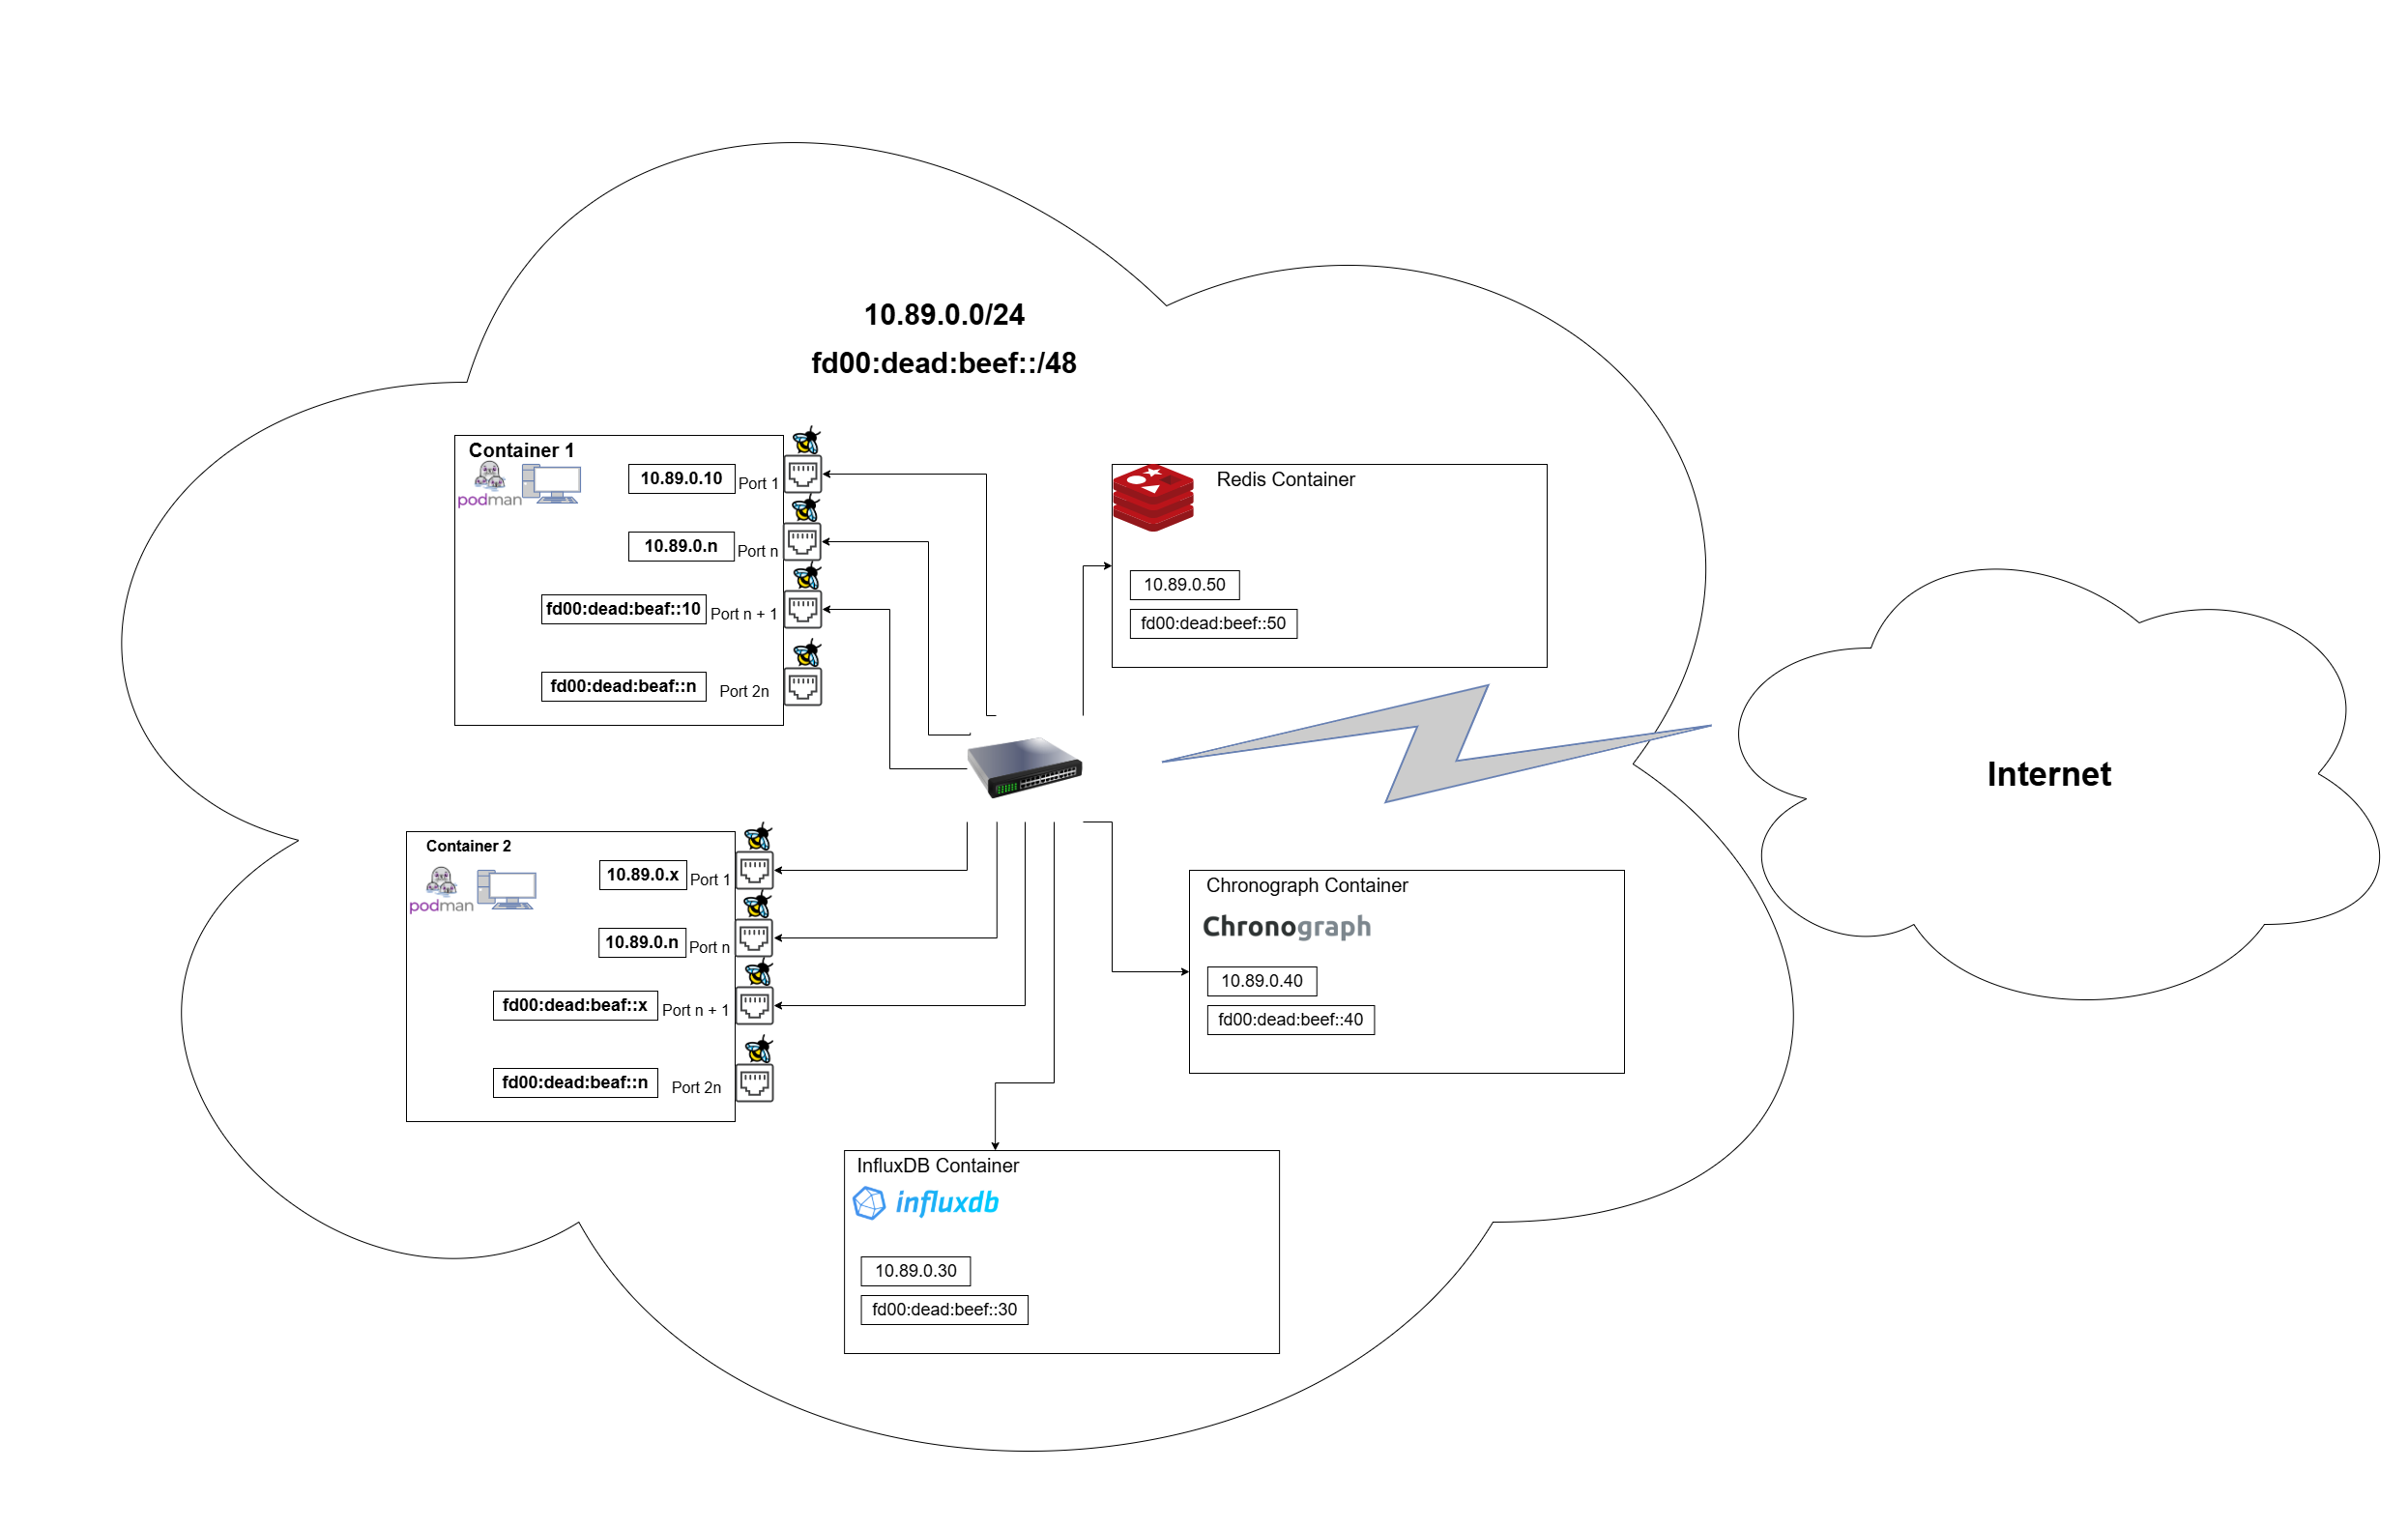 10.89.0.0/24
fd00:dead:beef::/48
Container 1
podman
10.89.0.10
Port 1
10.89.0.n
Port n
fd00:dead:beaf::10
Port n + 1
fd00:dead:beaf::n
Port 2n
Redis Container
10.89.0.50
fd00:dead:beef::50
Internet
Container 2
podman
10.89.0.x
Port 1
10.89.0.n
Port n
fd00:dead:beaf::x
Port n + 1
fd00:dead:beaf::n
Port 2n
Chronograph Container
Chronograph
10.89.0.40
fd00:dead:beef::40
InfluxDB Container
influxdb
10.89.0.30
fd00:dead:beef::30